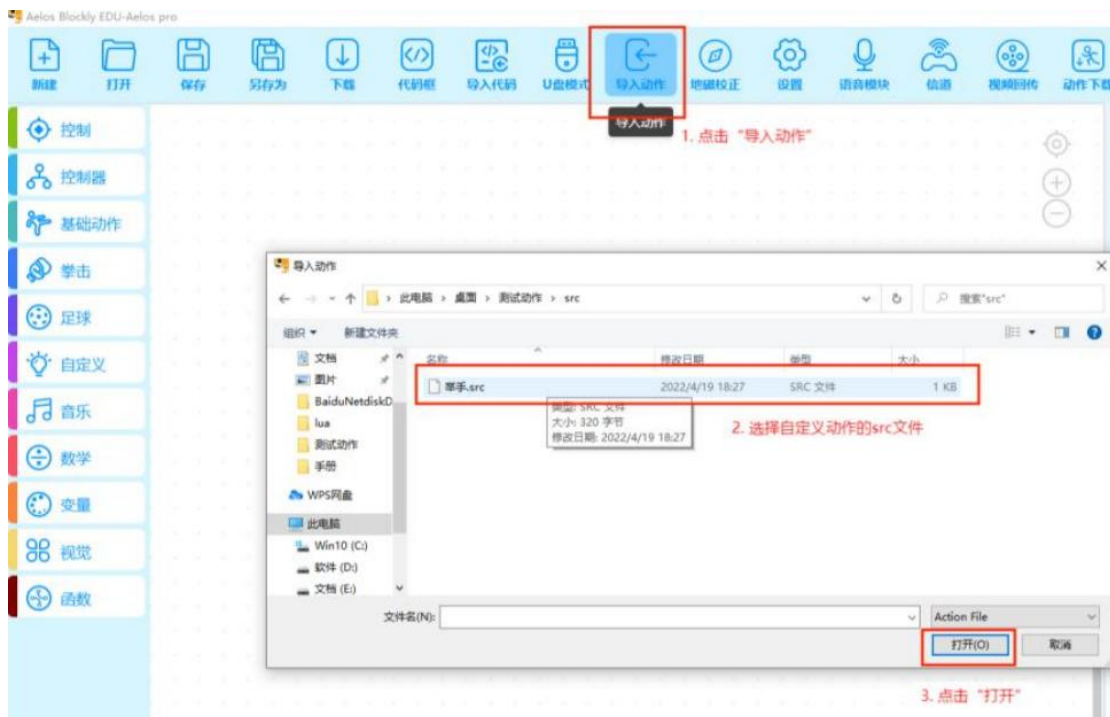 Aelos Blockly EDU-Aelos pro
新建 打开 保存 另存为 下载 代码框 导入代码 U盘模式 导入动作 地磁校正 设置 语音模块 信道 视频回传 动作下载
导入动作
1. 点击 “导入动作”
控制
控制器
基础动作
拳击
足球
自定义
音乐
数学
变量
视觉
函数
导入动作
此电脑 › 桌面 › 测试动作 › src
搜索"src"
组织 新建文件夹
名称 修改日期 类型 大小
文档
图片
BaiduNetdiskD
lua
测试动作
手册
WPS网盘
此电脑
Win10 (C:)
软件 (D:)
文档 (E:)
举手.src 2022/4/19 18:27 SRC 文件 1 KB
类型: SRC 文件
大小: 320 字节
修改日期: 2022/4/19 18:27
2. 选择自定义动作的src文件
文件名(N):
Action File
打开(O) 取消
3. 点击 “打开”